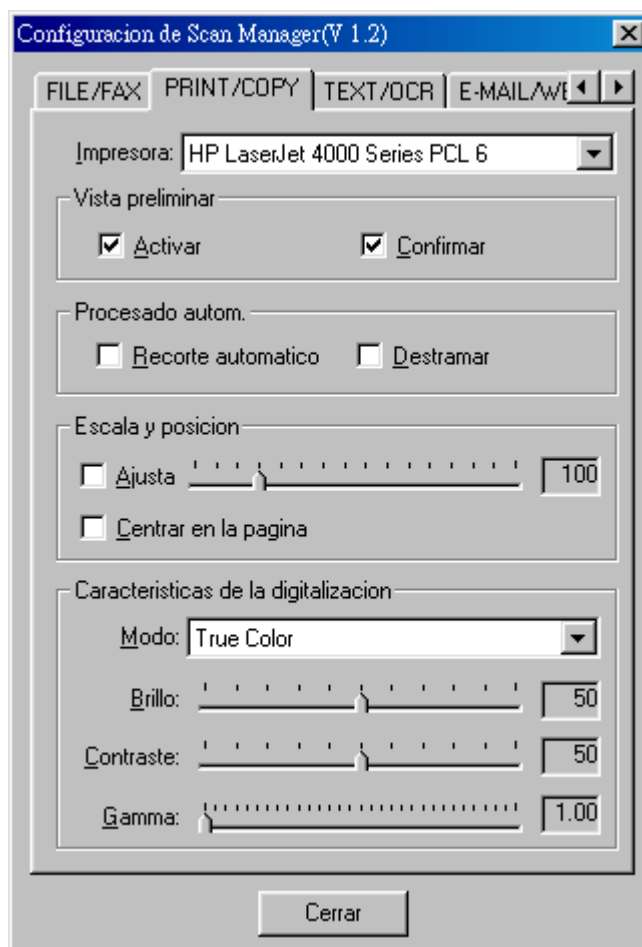 Configuracion de Scan Manager(V 1.2)
FILE/FAX PRINT/COPY TEXT/OCR E-MAIL/WE
Impresora: HP LaserJet 4000 Series PCL 6
Vista preliminar
Activar Confirmar
Procesado autom.
Recorte automatico Destramar
Escala y posicion
Ajusta 100
Centrar en la pagina
Caracteristicas de la digitalizacion
Modo: True Color
Brillo: 50
Contraste: 50
Gamma: 1.00
Cerrar